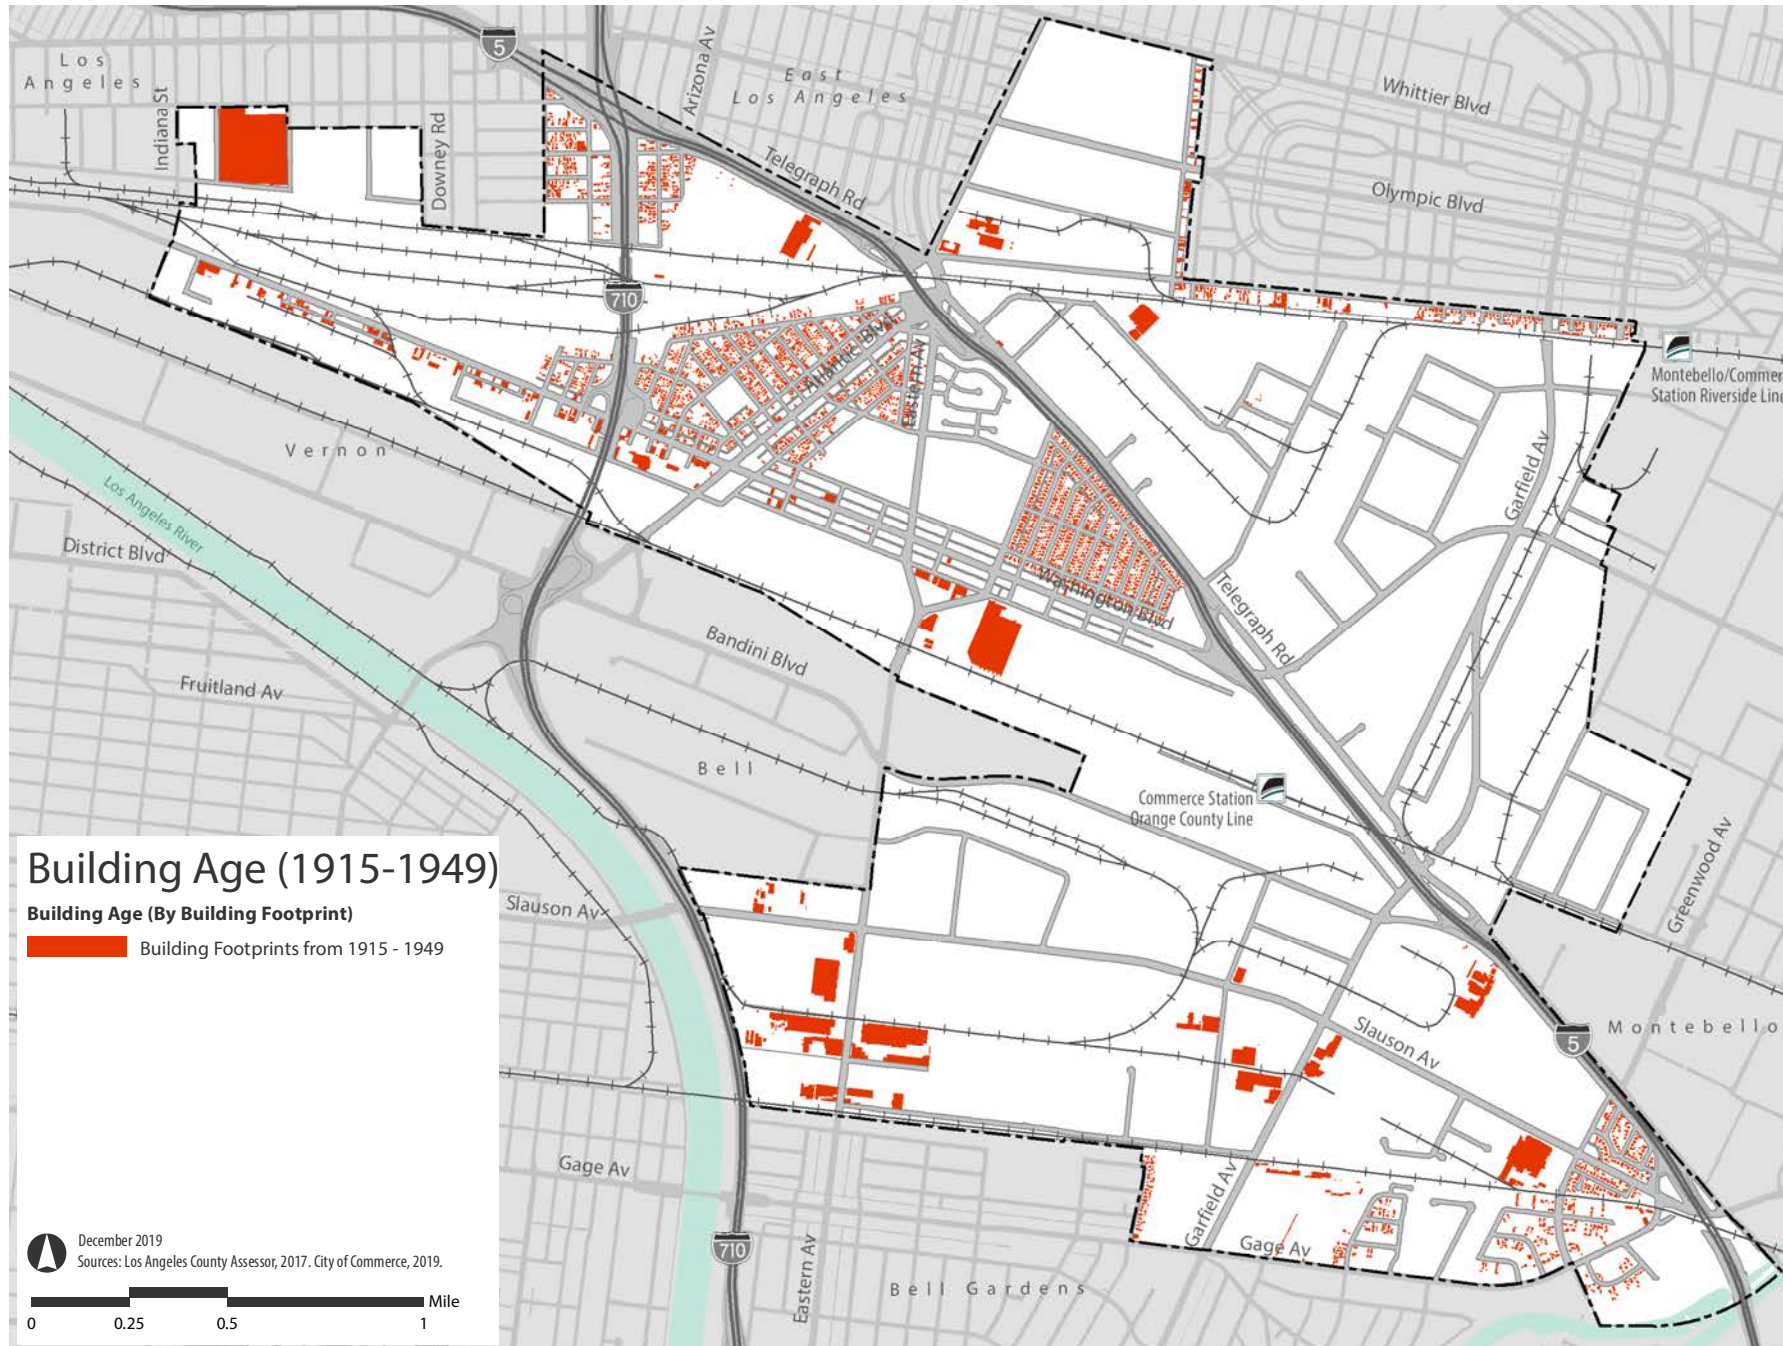 5
Los
Angeles
Indiana St
Downey Rd
Arizona Av
East
Los Angeles
Whittier Blvd
Telegraph Rd
Olympic Blvd
710
Atlantic Blvd
Eastern Av
Montebello/Commer
Station Riverside Line
Garfield Av
Vernon
Los Angeles River
District Blvd
Washington Blvd
Telegraph Rd
Bandini Blvd
Fruitland Av
Bell
Commerce Station
Orange County Line
Greenwood Av
Building Age (1915-1949)
Building Age (By Building Footprint)
Building Footprints from 1915 - 1949
Slauson Av
Slauson Av
5
Montebello
Gage Av
Garfield Av
Gage Av
710
Eastern Av
Bell Gardens
December 2019
Sources: Los Angeles County Assessor, 2017. City of Commerce, 2019.
Mile
0 0.25 0.5 1